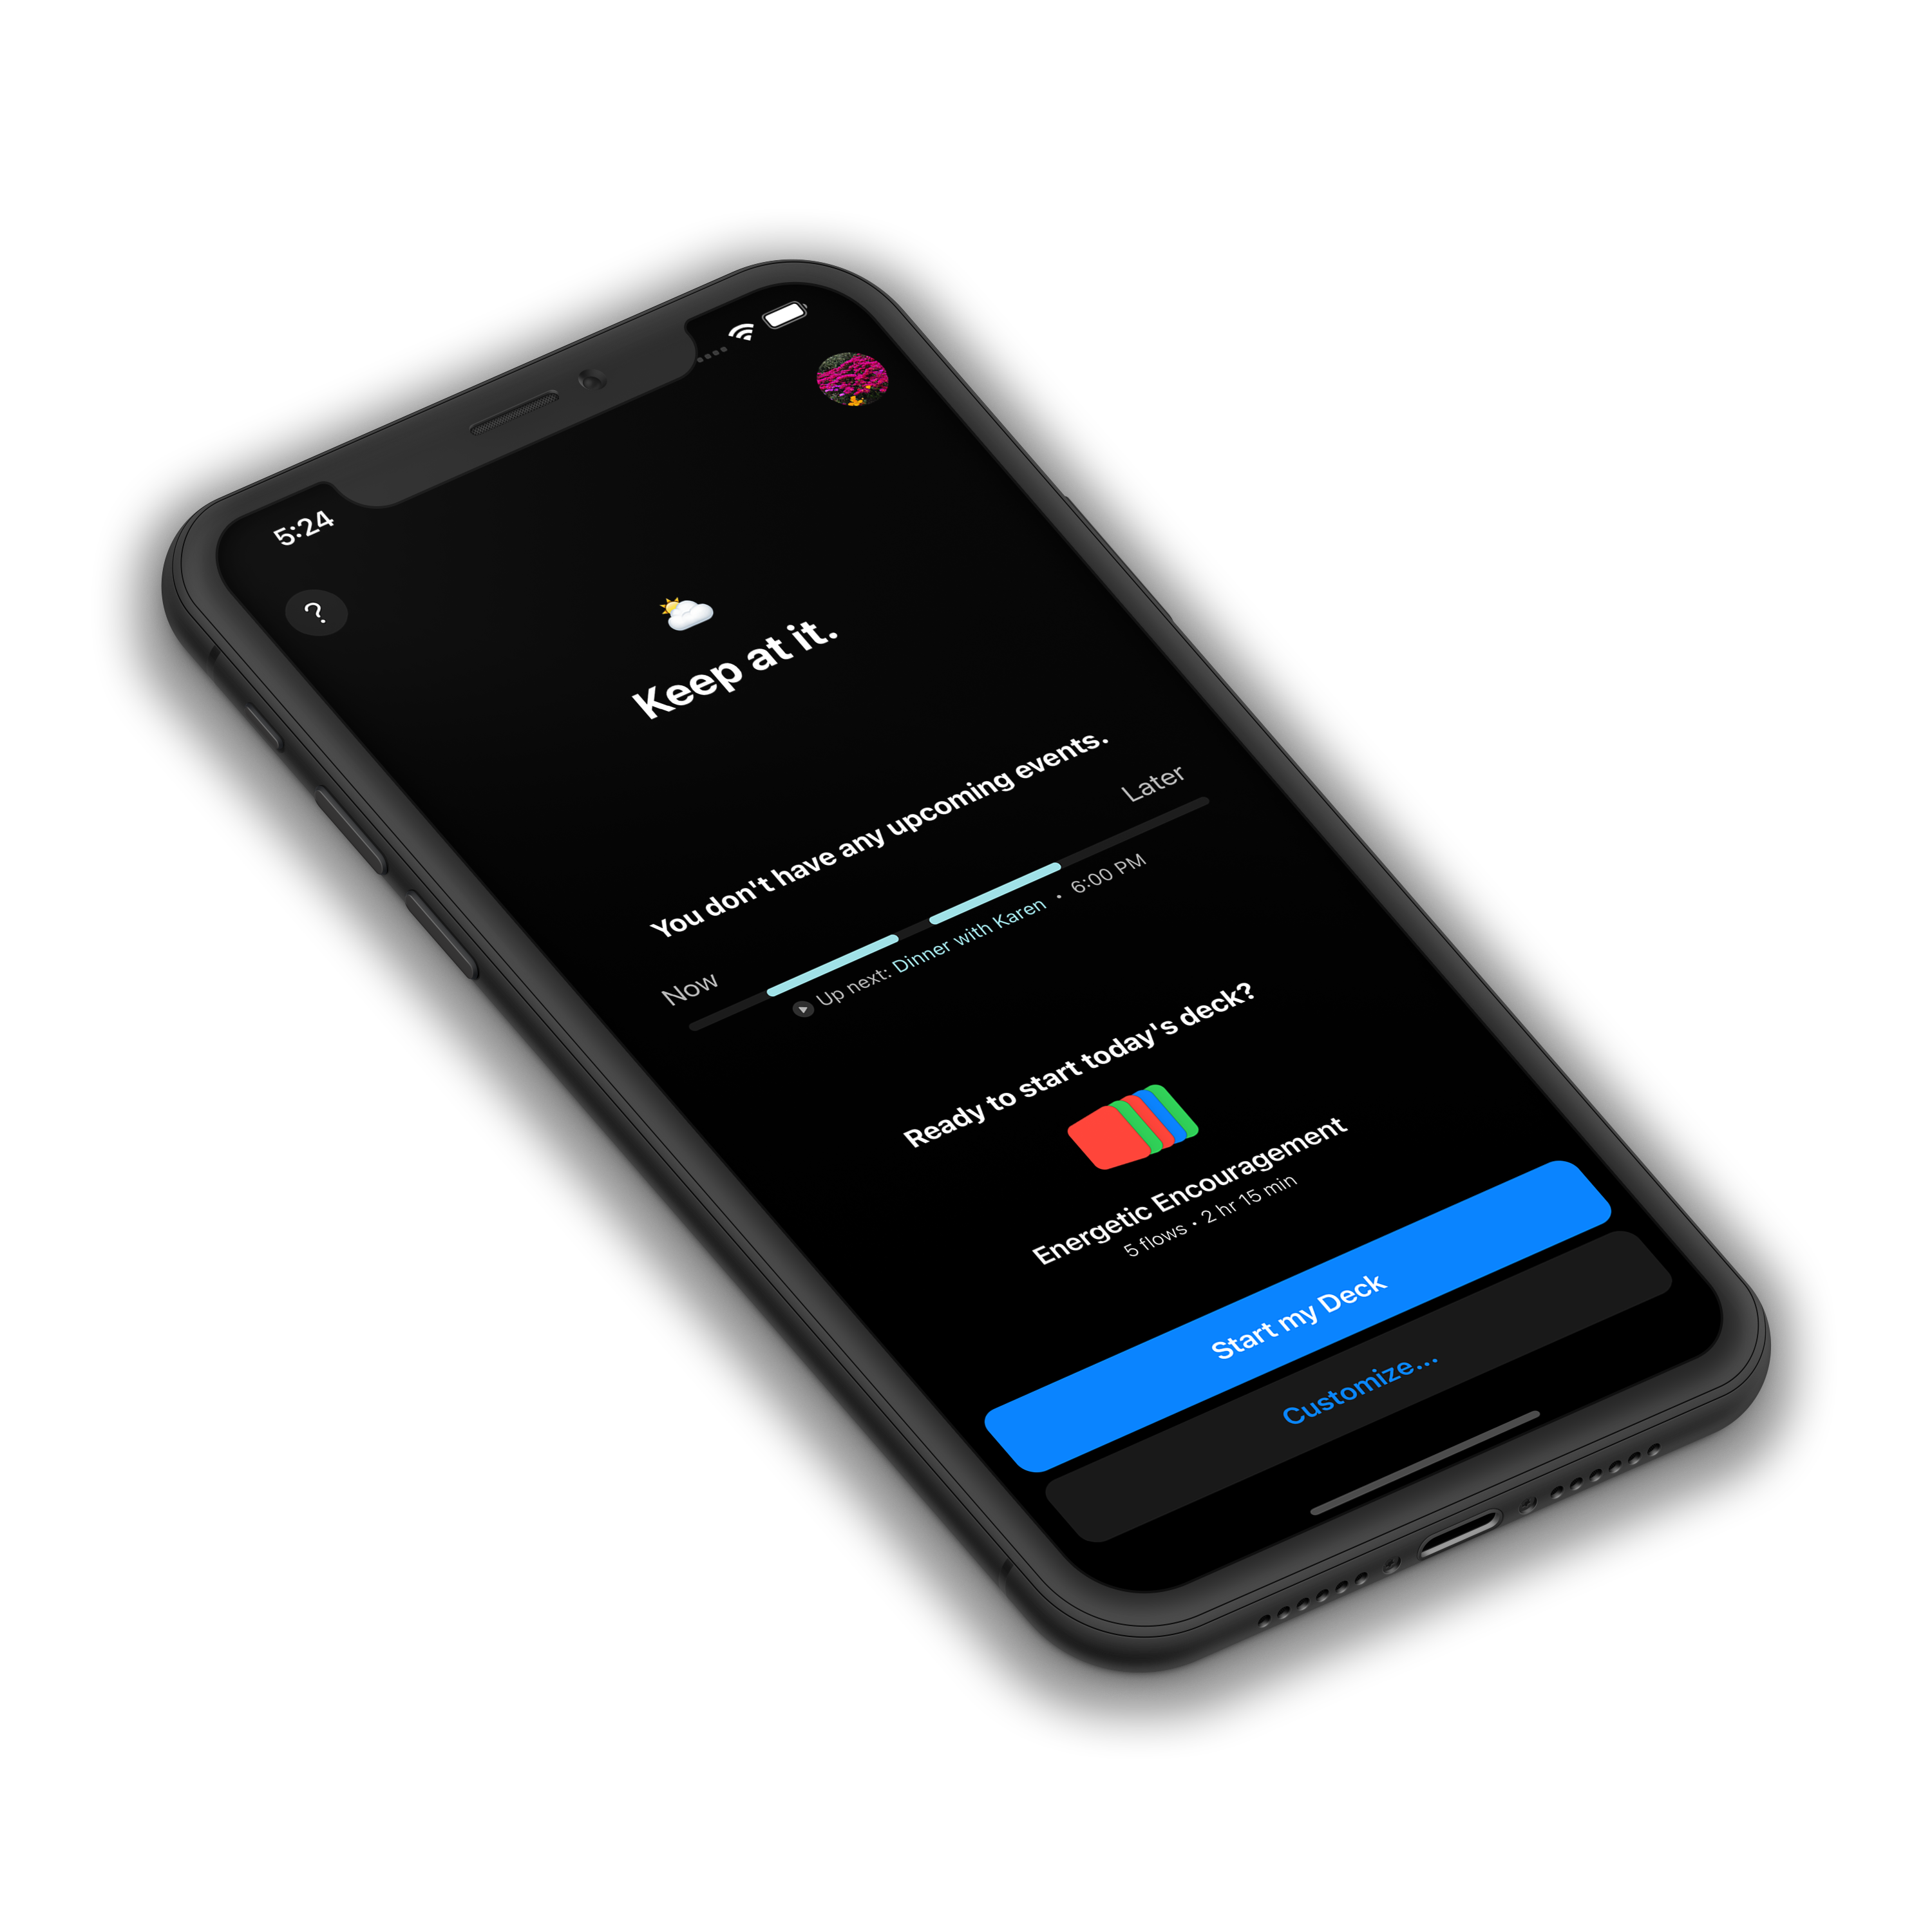 5:24
?
Keep at it.
You don't have any upcoming events.
Now Later
Up next: Dinner with Karen • 6:00 PM
Ready to start today's deck?
Energetic Encouragement
5 flows • 2 hr 15 min
Start my Deck
Customize...